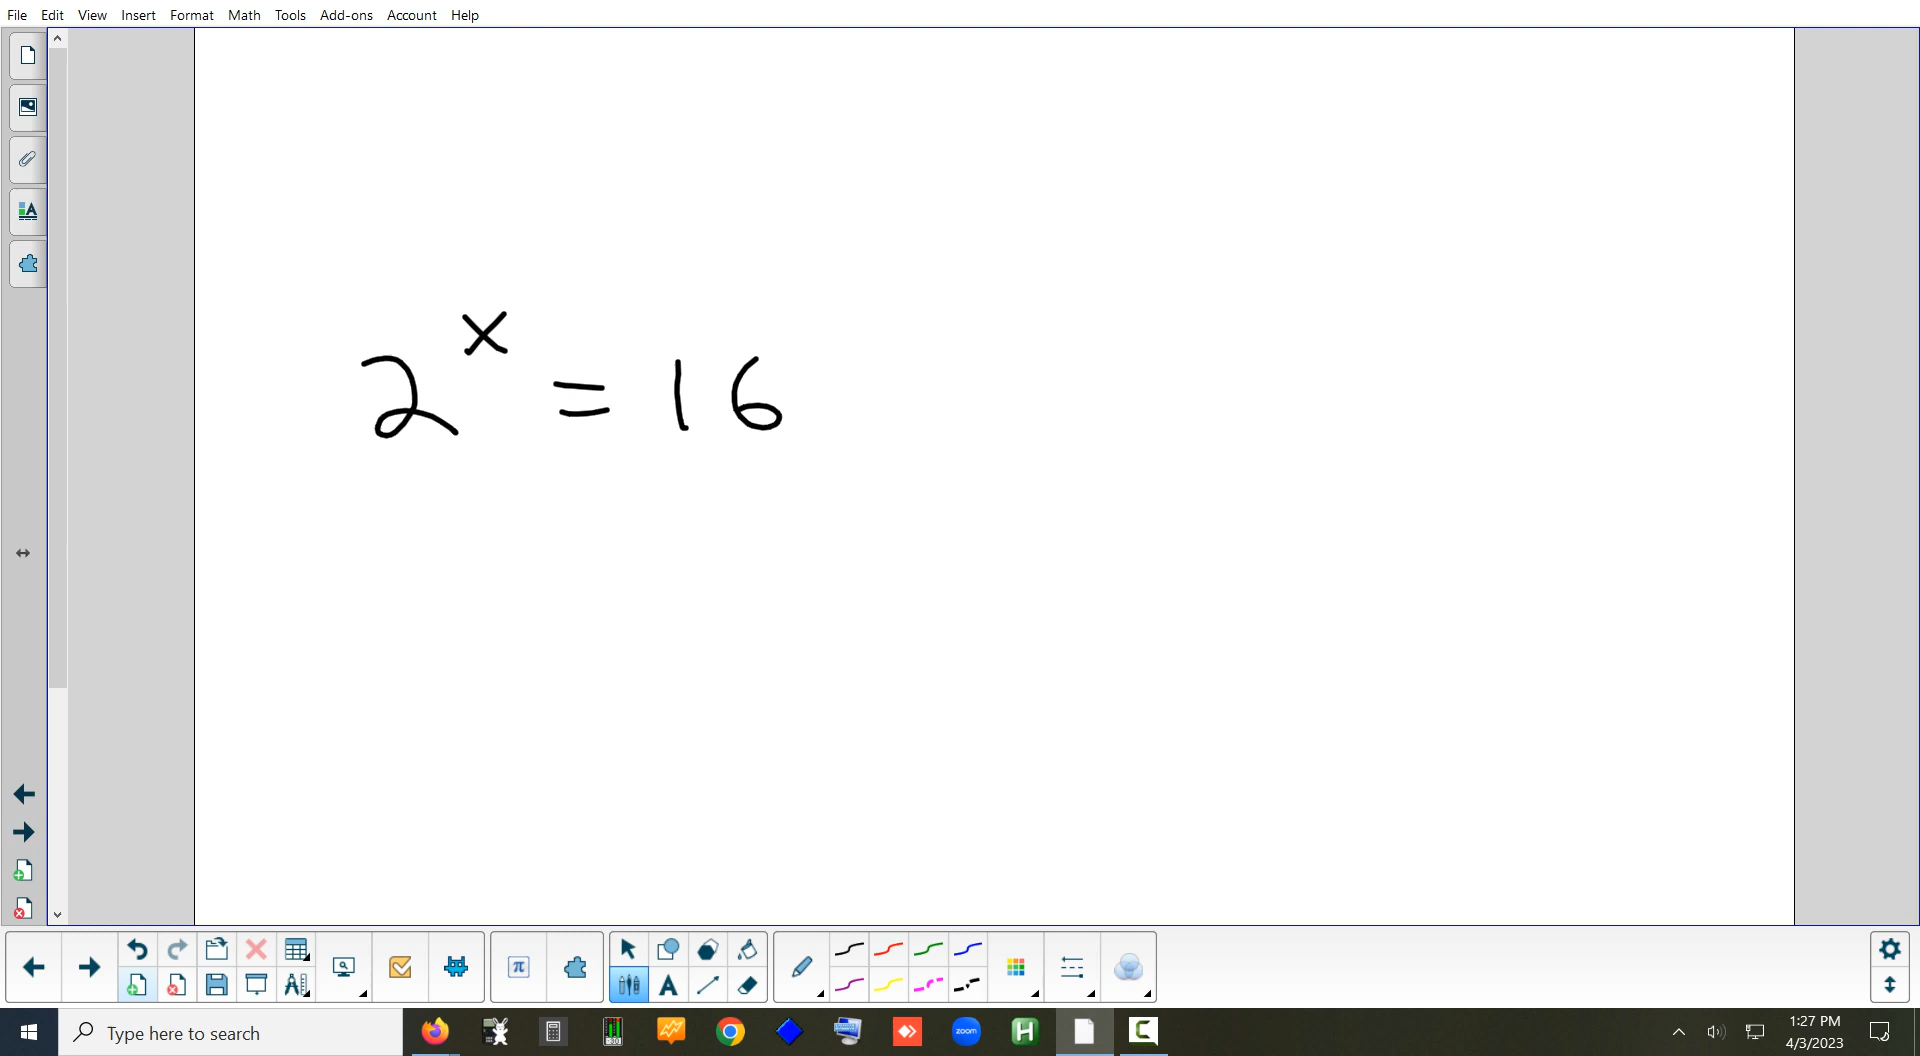 File Edit View Insert Format Math Tools Add-ons Account Help
2^x = 16
π
A
Type here to search
zoom
H
C
1:27 PM
4/3/2023